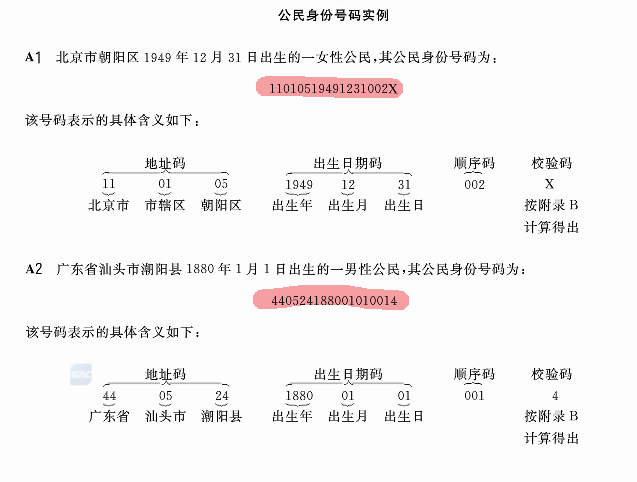 公民身份号码实例
A1 北京市朝阳区 1949 年 12 月 31 日出生的一女性公民,其公民身份号码为:
11010519491231002X
该号码表示的具体含义如下:
地址码 出生日期码 顺序码 校验码
11 01 05 1949 12 31 002 X
北京市 市辖区 朝阳区 出生年 出生月 出生日 按附录 B
计算得出
A2 广东省汕头市潮阳县 1880 年 1 月 1 日出生的一男性公民,其公民身份号码为:
440524188001010014
该号码表示的具体含义如下:
地址码 出生日期码 顺序码 校验码
44 05 24 1880 01 01 001 4
广东省 汕头市 潮阳县 出生年 出生月 出生日 按附录 B
计算得出